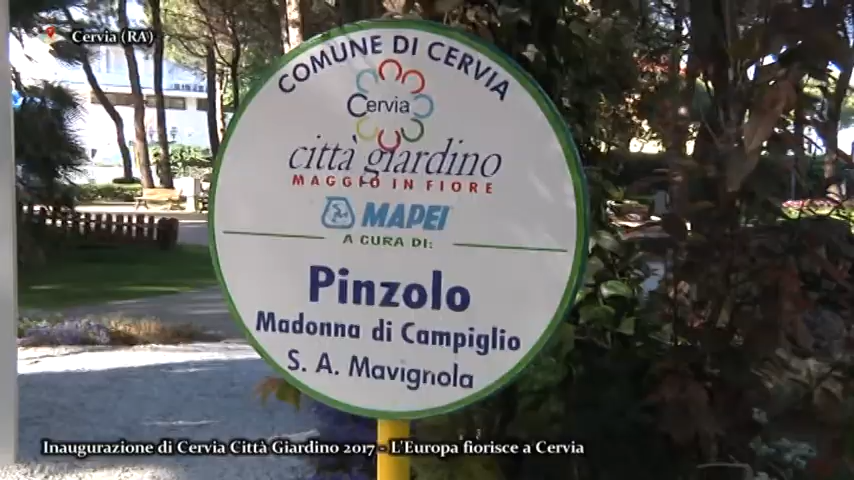 Cervia (RA)
COMUNE DI CERVIA
Cervia
città giardino
MAGGIO IN FIORE
MAPEI
A CURA DI:
Pinzolo
Madonna di Campiglio
S. A. Mavignola
Inaugurazione di Cervia Città Giardino 2017 - L'Europa fiorisce a Cervia